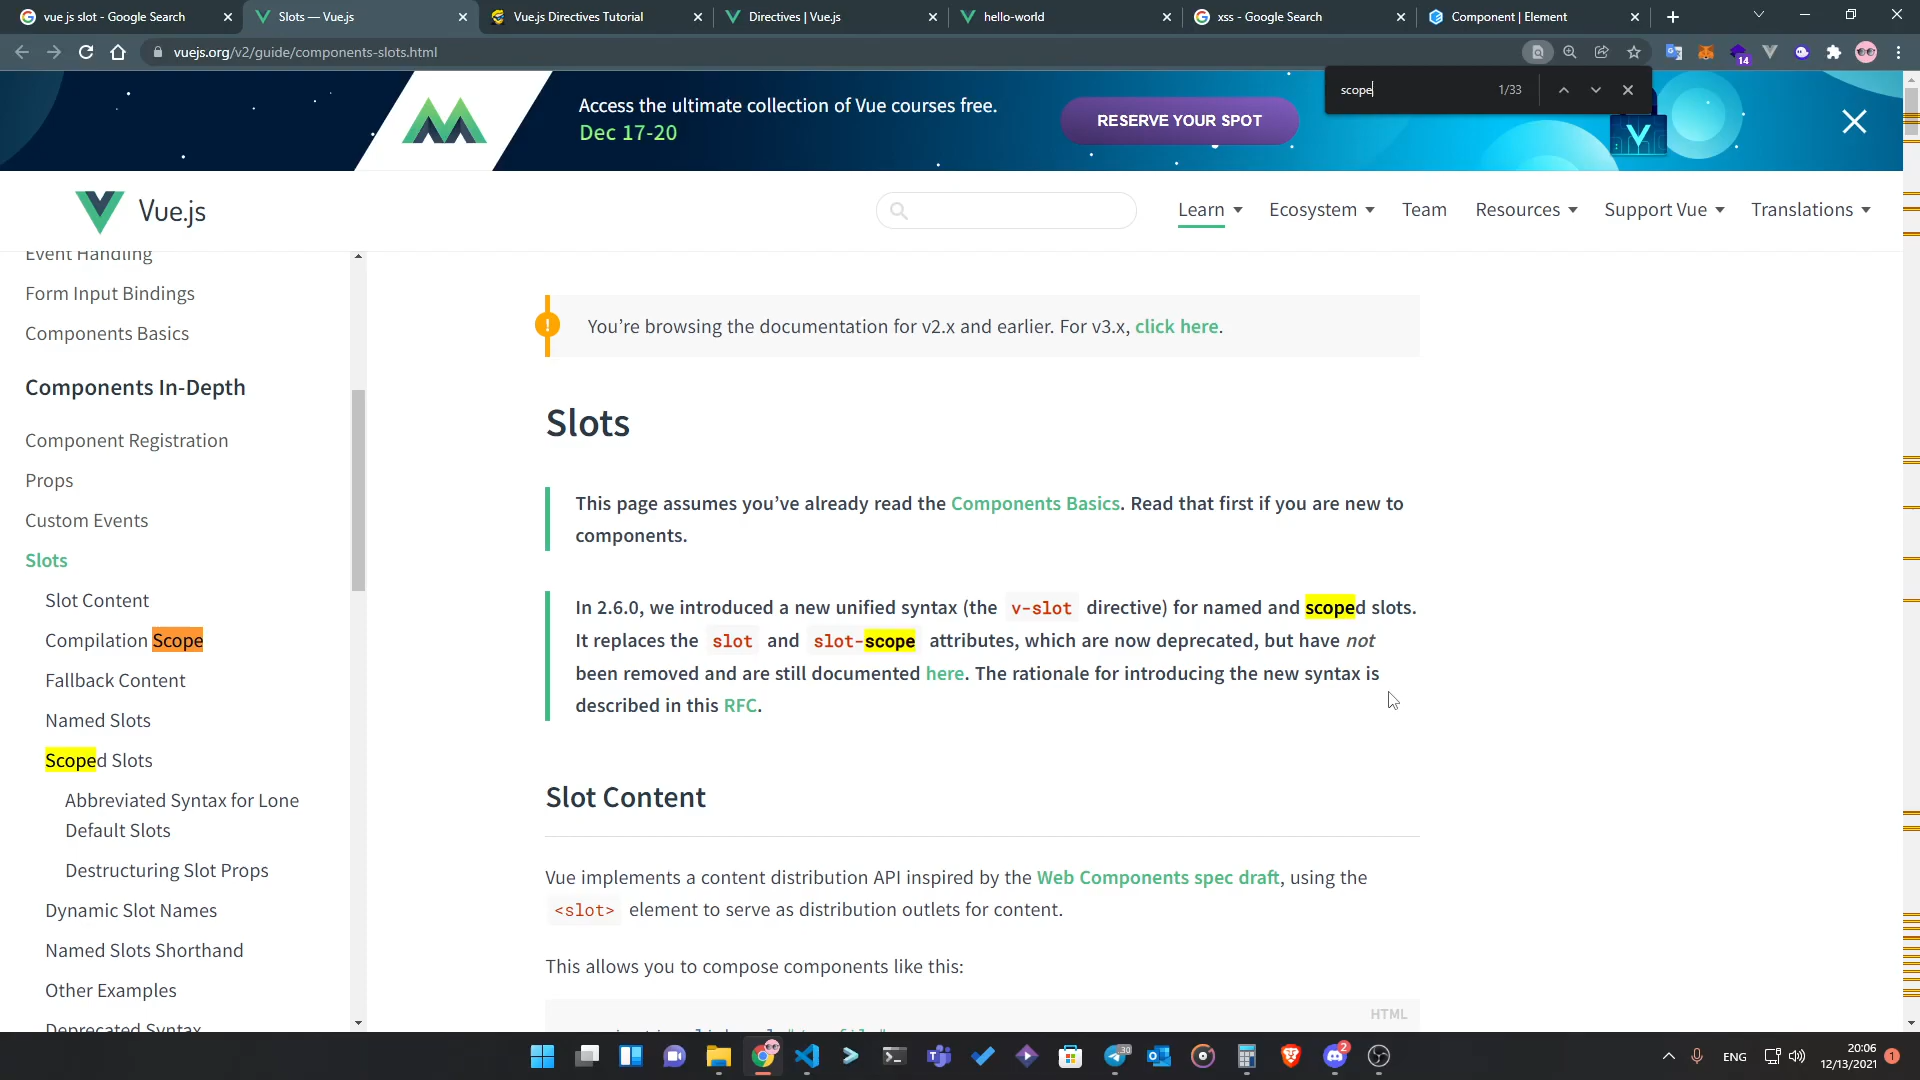 vue js slot - Google Search
Slots — Vue.js
Vue.js Directives Tutorial
Directives | Vue.js
hello-world
xss - Google Search
Component | Element
vuejs.org/v2/guide/components-slots.html
14
scope
1/33
Access the ultimate collection of Vue courses free.
Dec 17-20
RESERVE YOUR SPOT
Vue.js
Learn
Ecosystem
Team
Resources
Support Vue
Translations
Event Handling
Form Input Bindings
Components Basics
Components In-Depth
Component Registration
Props
Custom Events
Slots
Slot Content
Compilation Scope
Fallback Content
Named Slots
Scoped Slots
Abbreviated Syntax for Lone
Default Slots
Destructuring Slot Props
Dynamic Slot Names
Named Slots Shorthand
Other Examples
Deprecated Syntax
!
You’re browsing the documentation for v2.x and earlier. For v3.x, click here.
Slots
This page assumes you’ve already read the Components Basics. Read that first if you are new to
components.
In 2.6.0, we introduced a new unified syntax (the v-slot directive) for named and scoped slots.
It replaces the slot and slot-scope attributes, which are now deprecated, but have not
been removed and are still documented here. The rationale for introducing the new syntax is
described in this RFC.
Slot Content
Vue implements a content distribution API inspired by the Web Components spec draft, using the
<slot> element to serve as distribution outlets for content.
This allows you to compose components like this:
HTML
30
2
ENG
20:06
12/13/2021
1